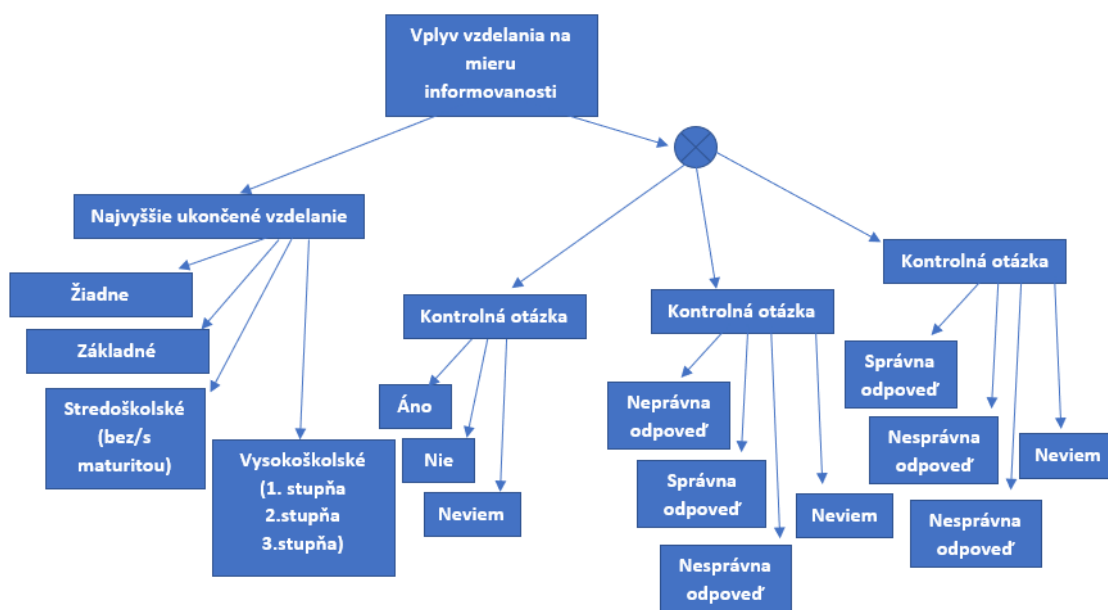 Vplyv vzdelania na
mieru
informovanosti
Najvyššie ukončené vzdelanie
Žiadne
Základné
Stredoškolské
(bez/s
maturitou)
Vysokoškolské
(1. stupňa
2.stupňa
3.stupňa)
Kontrolná otázka
Áno
Nie
Neviem
Kontrolná otázka
Neprávna
odpoveď
Správna
odpoveď
Nesprávna
odpoveď
Neviem
Kontrolná otázka
Správna
odpoveď
Nesprávna
odpoveď
Nesprávna
odpoveď
Neviem